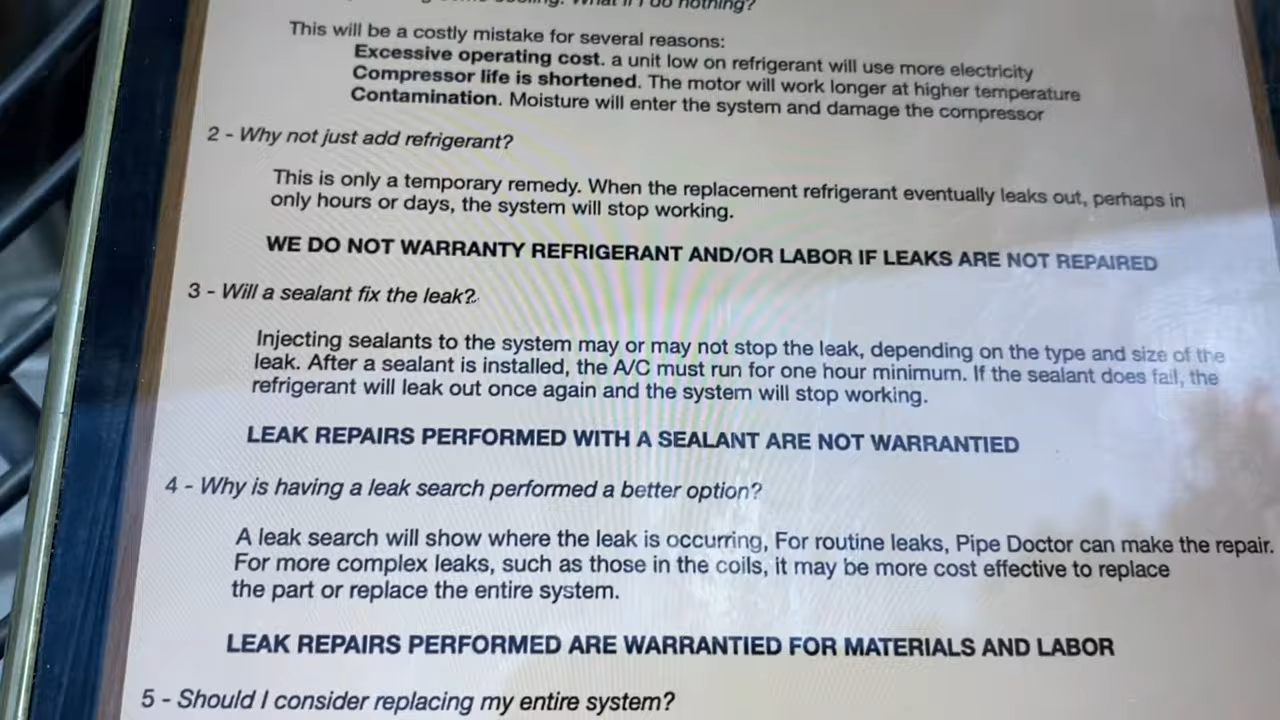 nothing?
This will be a costly mistake for several reasons:
Excessive operating cost. a unit low on refrigerant will use more electricity
Compressor life is shortened. The motor will work longer at higher temperature
Contamination. Moisture will enter the system and damage the compressor
2 - Why not just add refrigerant?
This is only a temporary remedy. When the replacement refrigerant eventually leaks out, perhaps in
only hours or days, the system will stop working.
WE DO NOT WARRANTY REFRIGERANT AND/OR LABOR IF LEAKS ARE NOT REPAIRED
3 - Will a sealant fix the leak?
Injecting sealants to the system may or may not stop the leak, depending on the type and size of the
leak. After a sealant is installed, the A/C must run for one hour minimum. If the sealant does fail, the
refrigerant will leak out once again and the system will stop working.
LEAK REPAIRS PERFORMED WITH A SEALANT ARE NOT WARRANTIED
4 - Why is having a leak search performed a better option?
A leak search will show where the leak is occurring, For routine leaks, Pipe Doctor can make the repair.
For more complex leaks, such as those in the coils, it may be more cost effective to replace
the part or replace the entire system.
LEAK REPAIRS PERFORMED ARE WARRANTIED FOR MATERIALS AND LABOR
5 - Should I consider replacing my entire system?